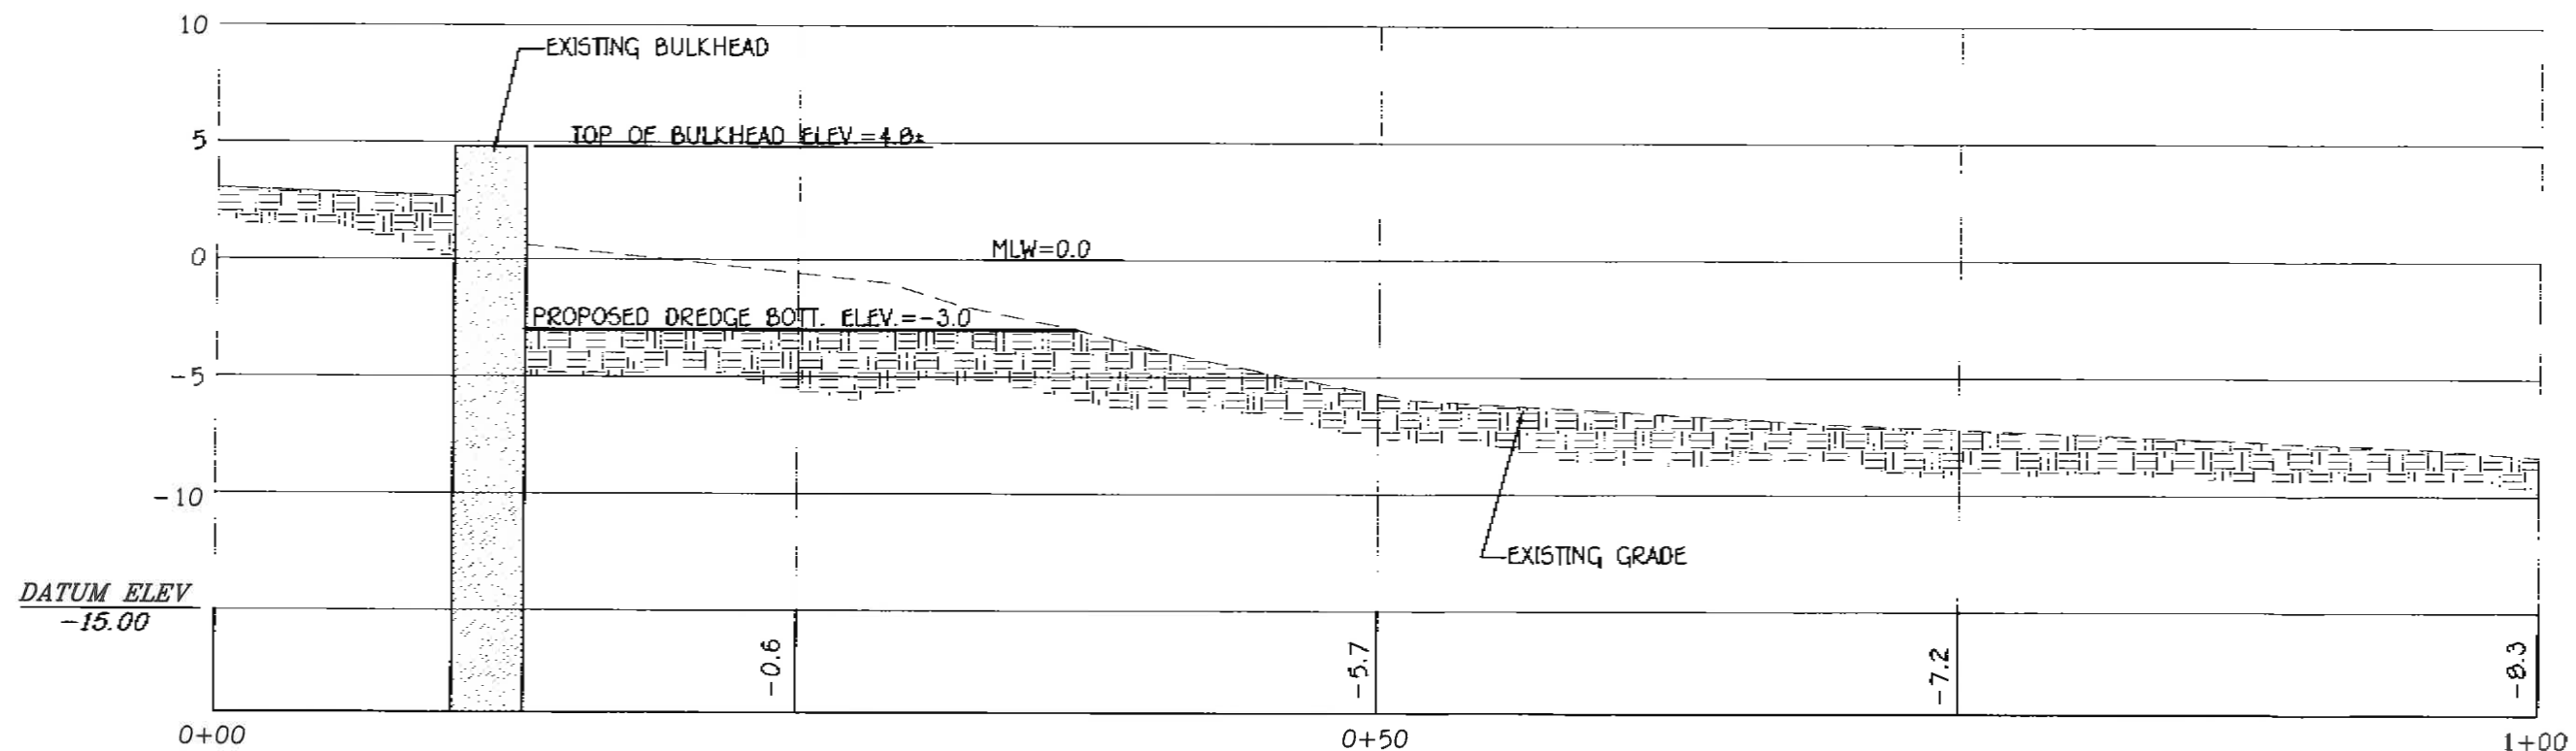 10
EXISTING BULKHEAD
TOP OF BULKHEAD ELEV.=4.8±
5
MLW=0.0
0
PROPOSED DREDGE BOTT. ELEV.=-3.0
-5
-10
EXISTING GRADE
DATUM ELEV
-15.00
-0.6
-5.7
-7.2
-8.3
0+00
0+50
1+00